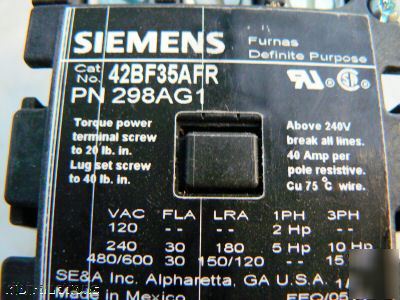 SIEMENS
Furnas
Definite Purpose
Cat No. 42BF35AFR
PN 298AG1
Torque power
terminal screw
to 20 lb. in.
Lug set screw
to 40 lb. in.
Above 240V
break all lines.
40 Amp per
pole resistive.
Cu 75 °C wire.
VAC FLA LRA 1PH 3PH
120 -- -- 2 Hp --
240 30 180 5 Hp 10 Hp
480/600 30 150/120 -- 15
SE&A Inc. Alpharetta, GA U.S.A.
Made in Mexico